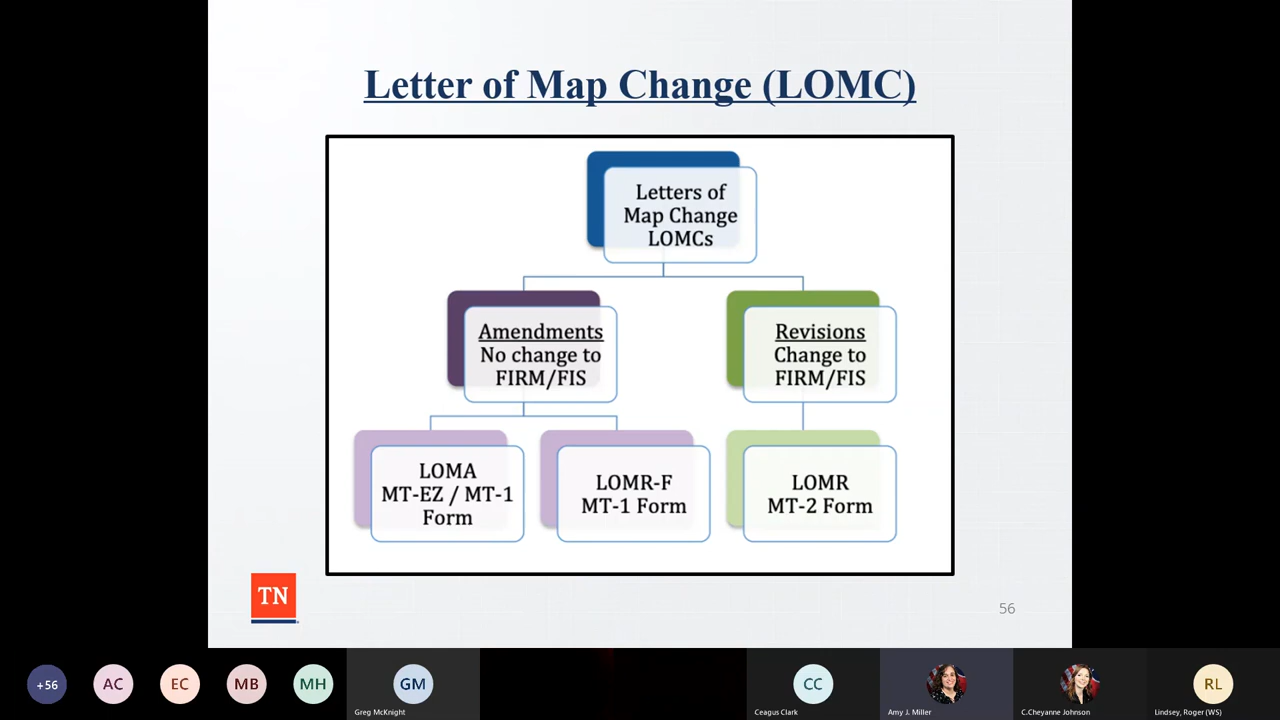 Letter of Map Change (LOMC)
Letters of
Map Change
LOMCs
Amendments
No change to
FIRM/FIS
Revisions
Change to
FIRM/FIS
LOMA
MT-EZ / MT-1
Form
LOMR-F
MT-1 Form
LOMR
MT-2 Form
TN
56
+56
AC
EC
MB
MH
GM
Greg McKnight
CC
Ceagus Clark
Amy J. Miller
C.Cheyanne Johnson
RL
Lindsey, Roger (WS)